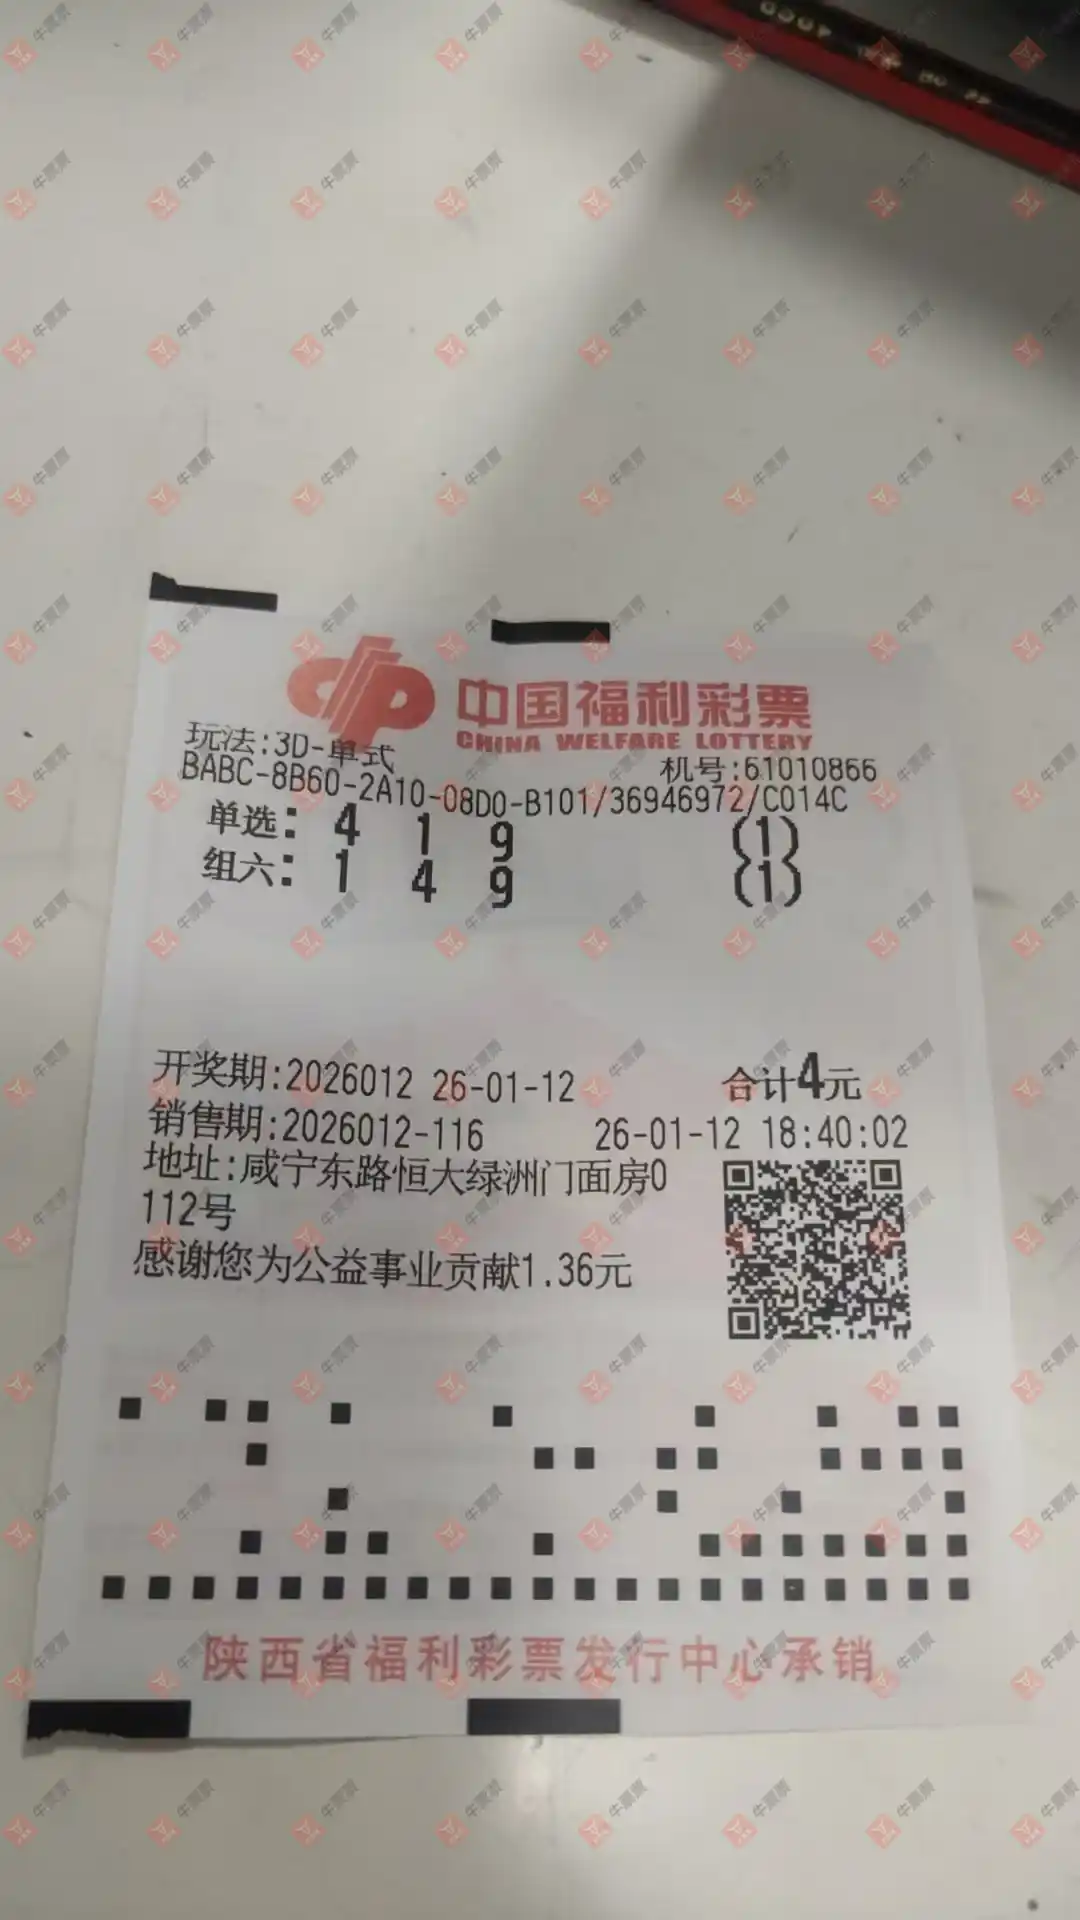 中国福利彩票
CHINA WELFARE LOTTERY
玩法:3D-单式
机号:61010866
BABC-8B60-2A10-08D0-B101/36946972/C014C
单选: 4 1 9 (1)
组六: 1 4 9 (1)
开奖期:2026012 26-01-12 合计4元
销售期:2026012-116 26-01-12 18:40:02
地址:咸宁东路恒大绿洲门面房0
112号
感谢您为公益事业贡献1.36元
陕西省福利彩票发行中心承销
牛票票